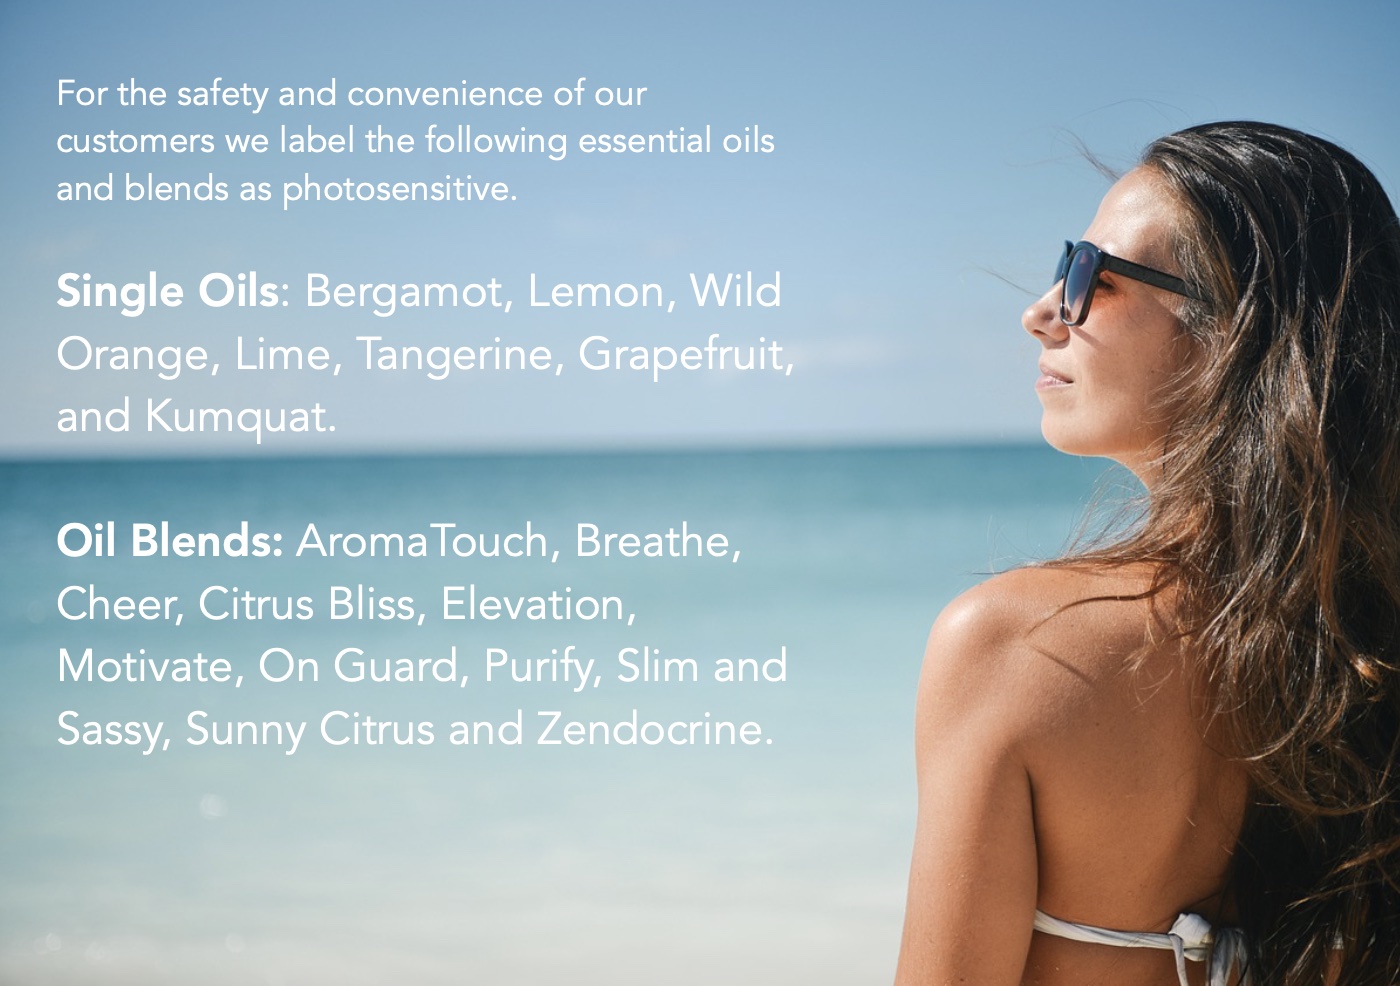 For the safety and convenience of our
customers we label the following essential oils
and blends as photosensitive.
Single Oils: Bergamot, Lemon, Wild
Orange, Lime, Tangerine, Grapefruit,
and Kumquat.
Oil Blends: AromaTouch, Breathe,
Cheer, Citrus Bliss, Elevation,
Motivate, On Guard, Purify, Slim and
Sassy, Sunny Citrus and Zendocrine.